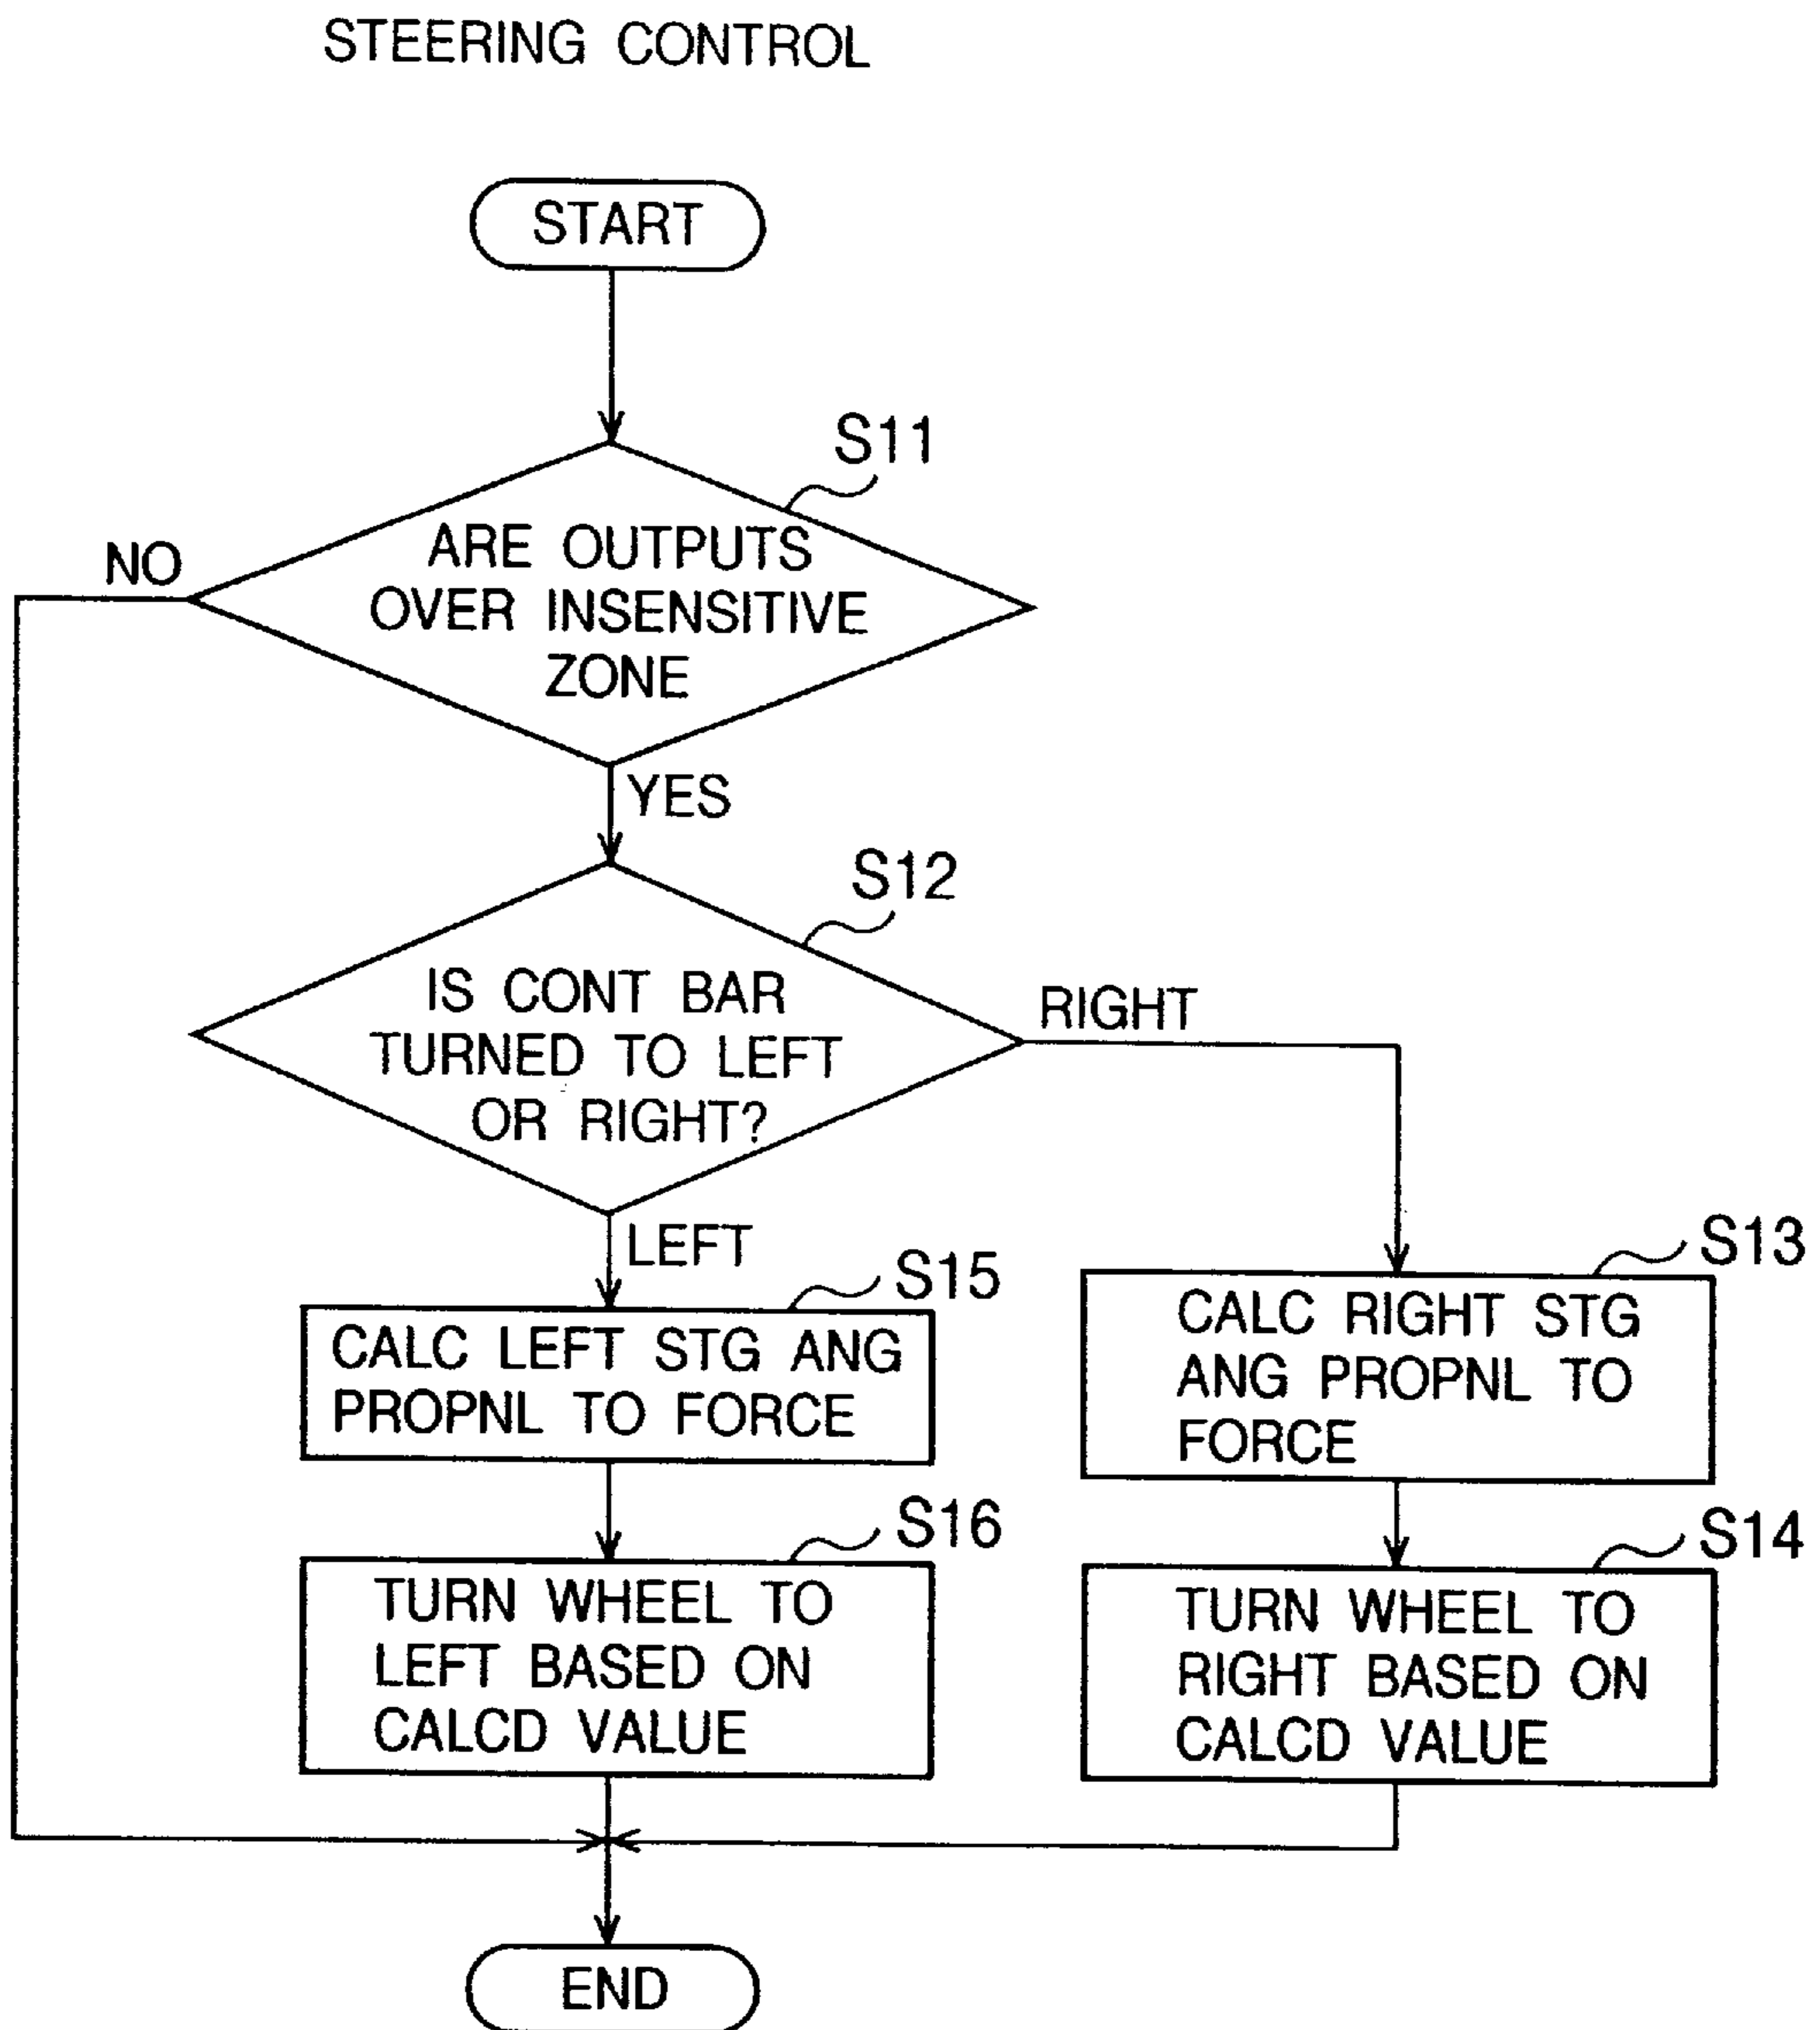 STEERING CONTROL
START
S11
ARE OUTPUTS
OVER INSENSITIVE
ZONE
NO
YES
S12
IS CONT BAR
TURNED TO LEFT
OR RIGHT?
RIGHT
LEFT
S15
CALC LEFT STG ANG
PROPNL TO FORCE
S13
CALC RIGHT STG
ANG PROPNL TO
FORCE
S16
TURN WHEEL TO
LEFT BASED ON
CALCD VALUE
S14
TURN WHEEL TO
RIGHT BASED ON
CALCD VALUE
END